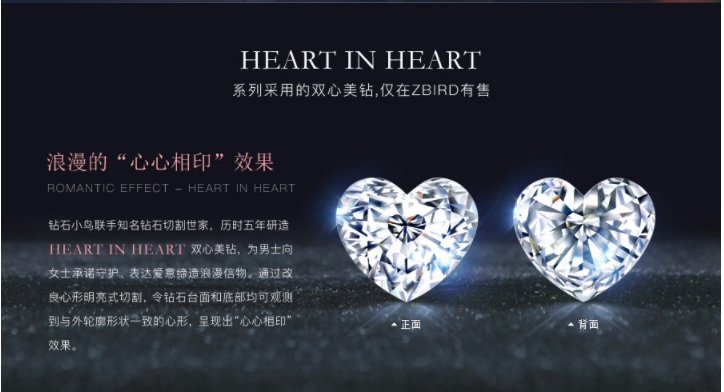 HEART IN HEART
系列采用的双心美钻,仅在ZBIRD有售
浪漫的“心心相印”效果
ROMANTIC EFFECT – HEART IN HEART
钻石小鸟联手知名钻石切割世家，历时五年研造
HEART IN HEART 双心美钻，为男士向
女士承诺守护、表达爱意缔造浪漫信物。通过改
良心形明亮式切割，令钻石台面和底部均可观测
到与外轮廓形状一致的心形，呈现出“心心相印”
效果。
正面
背面